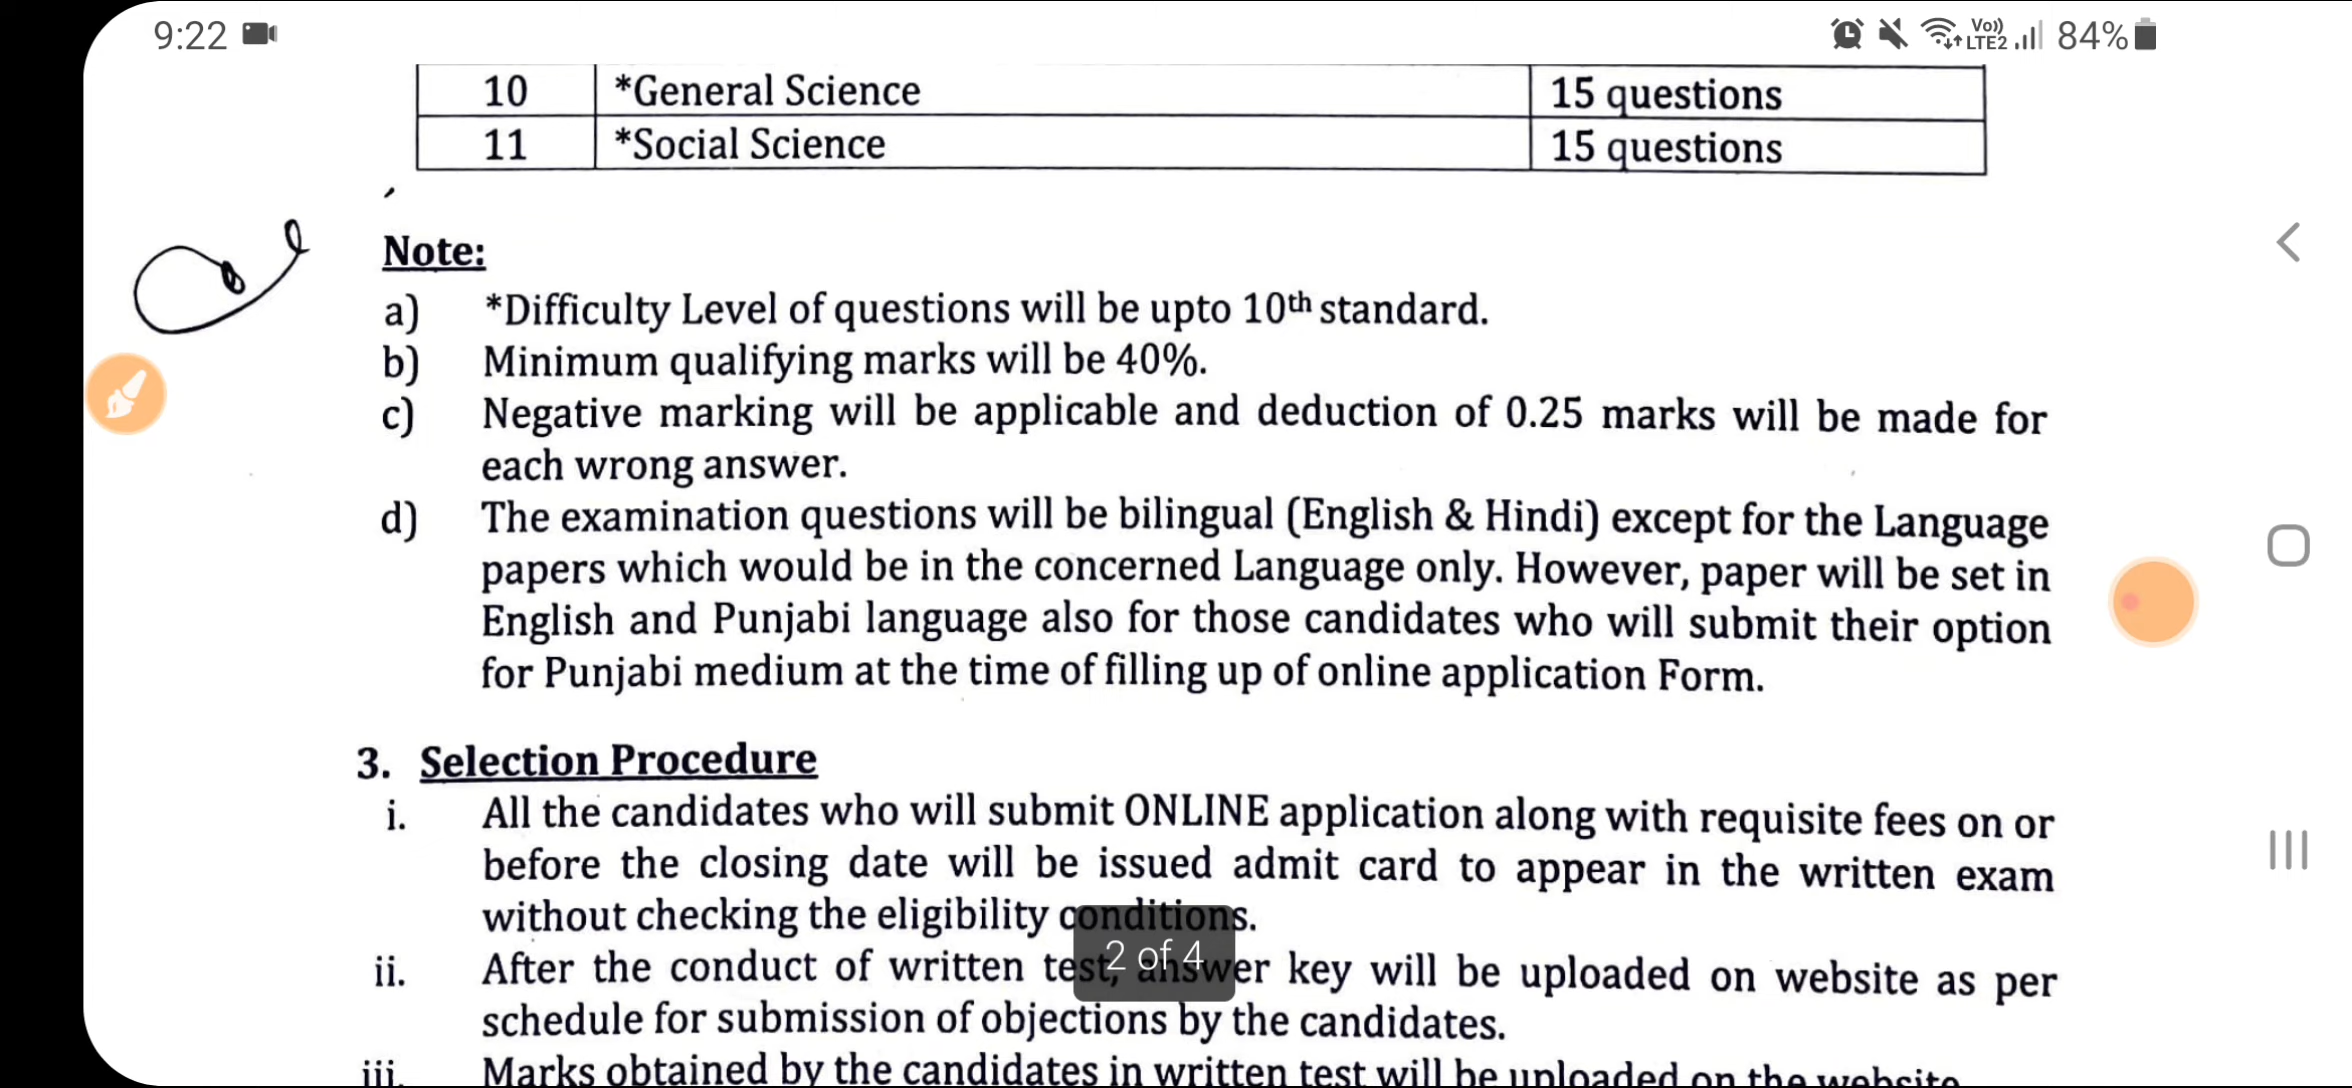 9:22
Vo)) LTE2 84%
10 *General Science 15 questions
11 *Social Science 15 questions
Note:
a) *Difficulty Level of questions will be upto 10th standard.
b) Minimum qualifying marks will be 40%.
c) Negative marking will be applicable and deduction of 0.25 marks will be made for
each wrong answer.
d) The examination questions will be bilingual (English & Hindi) except for the Language
papers which would be in the concerned Language only. However, paper will be set in
English and Punjabi language also for those candidates who will submit their option
for Punjabi medium at the time of filling up of online application Form.
3. Selection Procedure
i. All the candidates who will submit ONLINE application along with requisite fees on or
before the closing date will be issued admit card to appear in the written exam
without checking the eligibility conditions.
2 of 4
ii. After the conduct of written test, answer key will be uploaded on website as per
schedule for submission of objections by the candidates.
iii. Marks obtained by the candidates in written test will be uploaded on the website